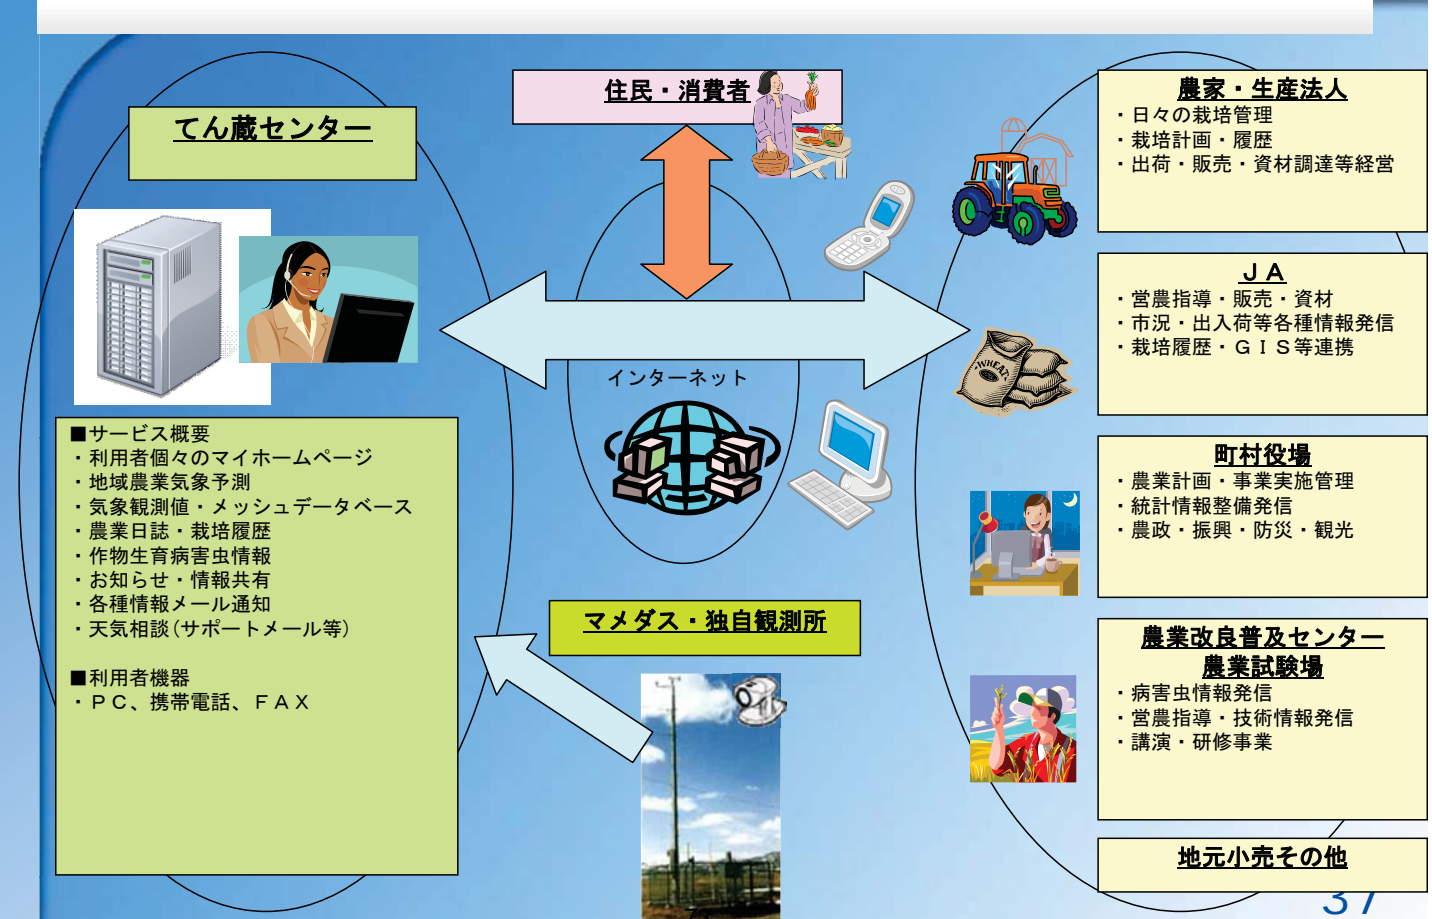 住民・消費者
てん蔵センター
インターネット
■サービス概要
・利用者個々のマイホームページ
・地域農業気象予測
・気象観測値・メッシュデータベース
・農業日誌・栽培履歴
・作物生育病害虫情報
・お知らせ・情報共有
・各種情報メール通知
・天気相談(サポートメール等)
■利用者機器
・ＰＣ、携帯電話、ＦＡＸ
マメダス・独自観測所
農家・生産法人
・日々の栽培管理
・栽培計画・履歴
・出荷・販売・資材調達等経営
ＪＡ
・営農指導・販売・資材
・市況・出入荷等各種情報発信
・栽培履歴・ＧＩＳ等連携
WHEAT
町村役場
・農業計画・事業実施管理
・統計情報整備発信
・農政・振興・防災・観光
農業改良普及センター
農業試験場
・病害虫情報発信
・営農指導・技術情報発信
・講演・研修事業
地元小売その他
37